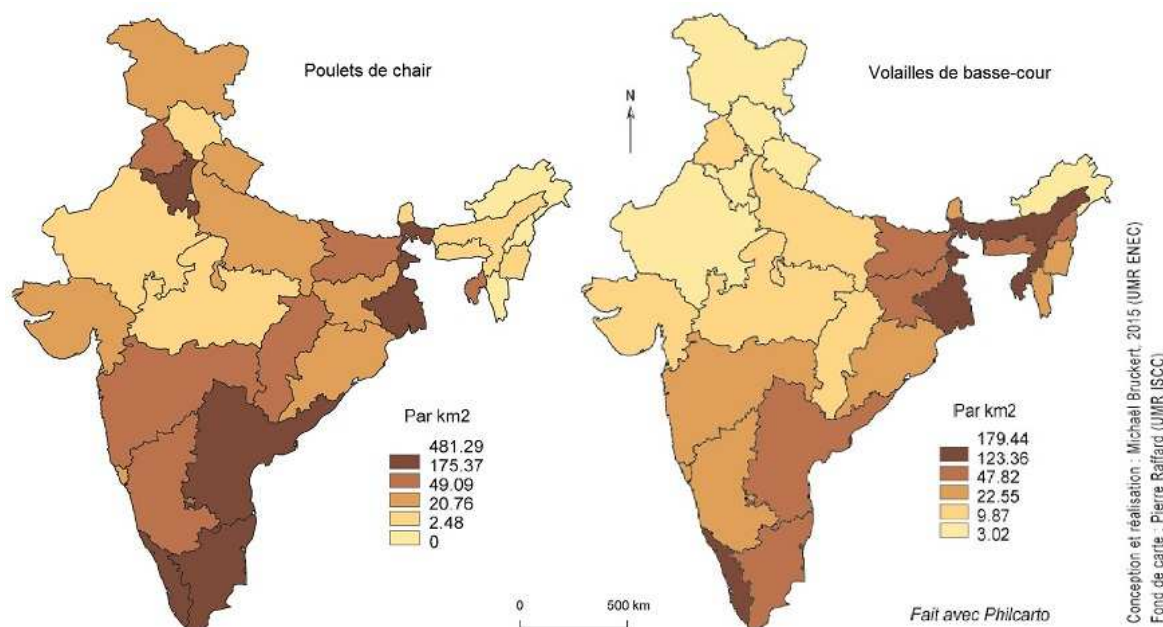 Poulets de chair
Par km2
481.29
175.37
49.09
20.76
2.48
0
Volailles de basse-cour
N
Par km2
179.44
123.36
47.82
22.55
9.87
3.02
0 500 km
Fait avec Philcarto
Conception et réalisation : Michaël Bruckert, 2015 (UMR ENEC)
Fond de carte : Pierre Raffard (UMR ISCC)